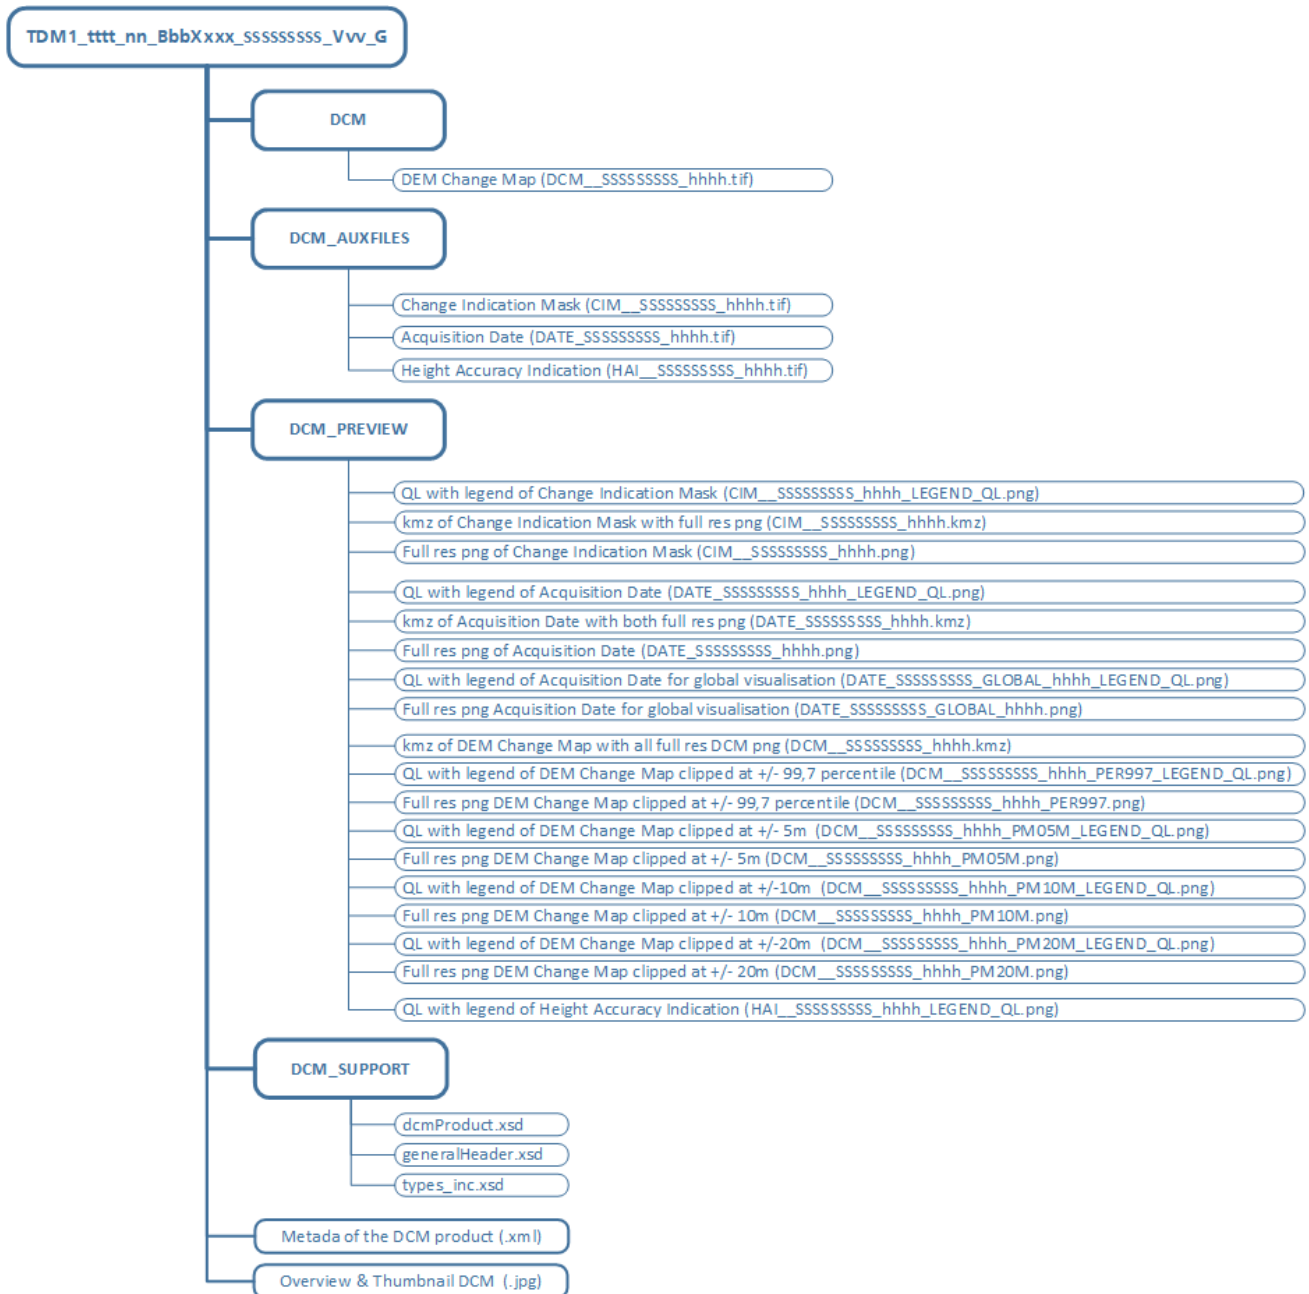 TDM1_tttt_nn_BbbXxxx_SSSSSSSSS_Vvv_G
DCM
DEM Change Map (DCM__SSSSSSSSS_hhhh.tif)
DCM_AUXFILES
Change Indication Mask (CIM__SSSSSSSSS_hhhh.tif)
Acquisition Date (DATE_SSSSSSSSS_hhhh.tif)
Height Accuracy Indication (HAI__SSSSSSSSS_hhhh.tif)
DCM_PREVIEW
QL with legend of Change Indication Mask (CIM__SSSSSSSSS_hhhh_LEGEND_QL.png)
kmz of Change Indication Mask with full res png (CIM__SSSSSSSSS_hhhh.kmz)
Full res png of Change Indication Mask (CIM__SSSSSSSSS_hhhh.png)
QL with legend of Acquisition Date (DATE_SSSSSSSSS_hhhh_LEGEND_QL.png)
kmz of Acquisition Date with both full res png (DATE_SSSSSSSSS_hhhh.kmz)
Full res png of Acquisition Date (DATE_SSSSSSSSS_hhhh.png)
QL with legend of Acquisition Date for global visualisation (DATE_SSSSSSSSS_GLOBAL_hhhh_LEGEND_QL.png)
Full res png Acquisition Date for global visualisation (DATE_SSSSSSSSS_GLOBAL_hhhh.png)
kmz of DEM Change Map with all full res DCM png (DCM__SSSSSSSSS_hhhh.kmz)
QL with legend of DEM Change Map clipped at +/- 99,7 percentile (DCM__SSSSSSSSS_hhhh_PER997_LEGEND_QL.png)
Full res png DEM Change Map clipped at +/- 99,7 percentile (DCM__SSSSSSSSS_hhhh_PER997.png)
QL with legend of DEM Change Map clipped at +/- 5m (DCM__SSSSSSSSS_hhhh_PM05M_LEGEND_QL.png)
Full res png DEM Change Map clipped at +/- 5m (DCM__SSSSSSSSS_hhhh_PM05M.png)
QL with legend of DEM Change Map clipped at +/-10m (DCM__SSSSSSSSS_hhhh_PM10M_LEGEND_QL.png)
Full res png DEM Change Map clipped at +/- 10m (DCM__SSSSSSSSS_hhhh_PM10M.png)
QL with legend of DEM Change Map clipped at +/-20m (DCM__SSSSSSSSS_hhhh_PM20M_LEGEND_QL.png)
Full res png DEM Change Map clipped at +/- 20m (DCM__SSSSSSSSS_hhhh_PM20M.png)
QL with legend of Height Accuracy Indication (HAI__SSSSSSSSS_hhhh_LEGEND_QL.png)
DCM_SUPPORT
dcmProduct.xsd
generalHeader.xsd
types_inc.xsd
Metada of the DCM product (.xml)
Overview & Thumbnail DCM (.jpg)